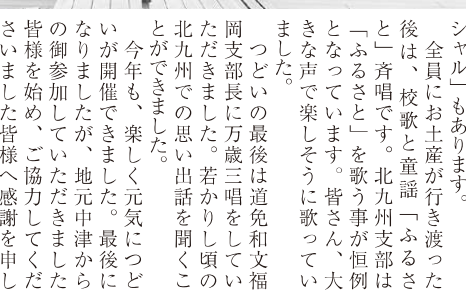 シャル」もあります。
全員にお土産が行き渡った
後は、校歌と童謡「ふるさ
と」斉唱です。北九州支部は
「ふるさと」を歌う事が恒例
となっています。皆さん、大
きな声で楽しそうに歌ってい
ました。
つどいの最後は道免和文福
岡支部長に万歳三唱をしてい
ただきました。若かりし頃の
北九州での思い出話を聞くこ
とができました。
今年も、楽しく元気につど
いが開催できました。最後に
なりましたが、地元中津から
の御参加していただきました
皆様を始め、ご協力してくだ
さいました皆様へ感謝を申し